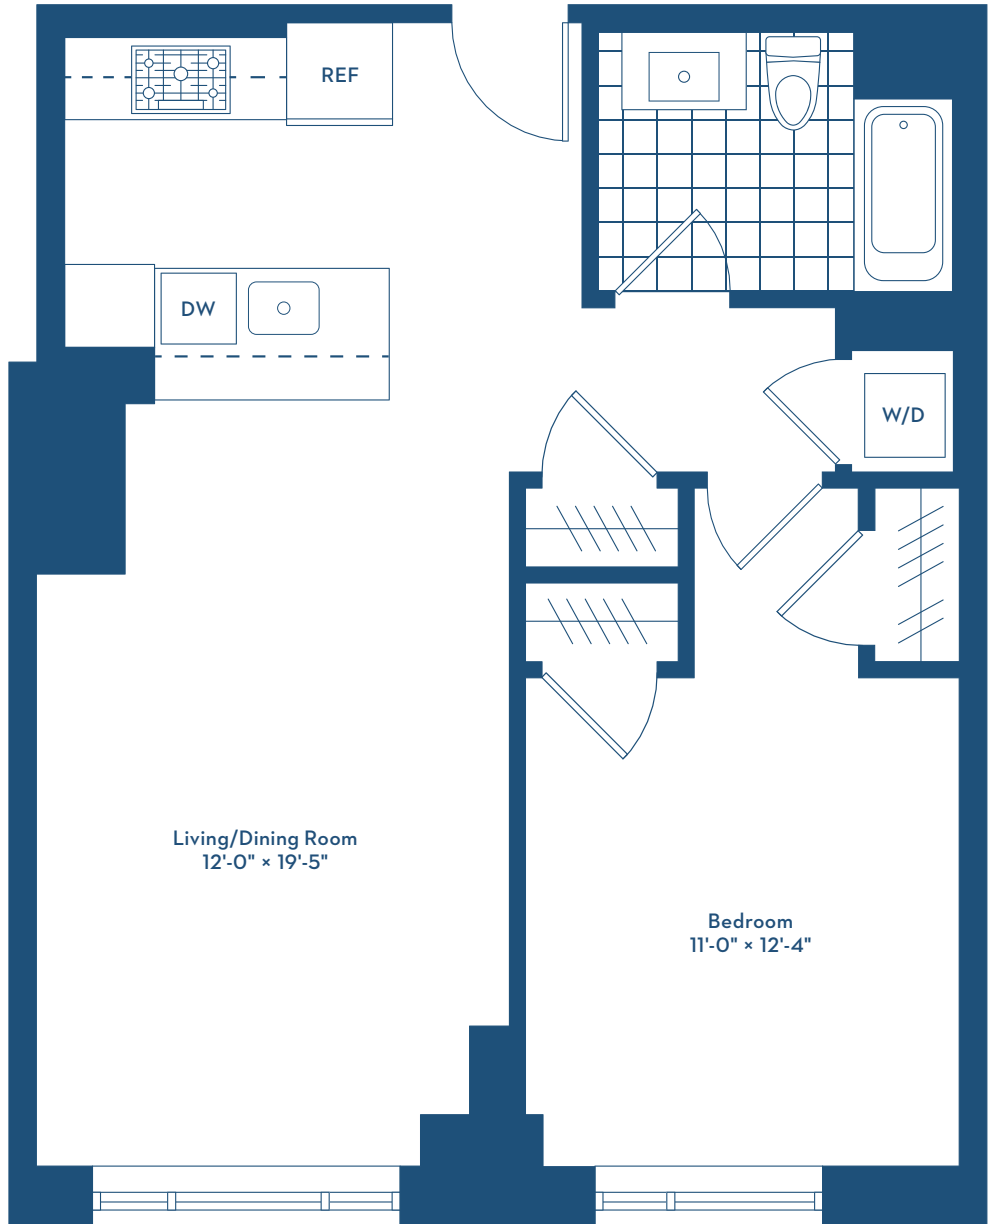 REF
DW
W/D
Living/Dining Room
12'-0" × 19'-5"
Bedroom
11'-0" × 12'-4"